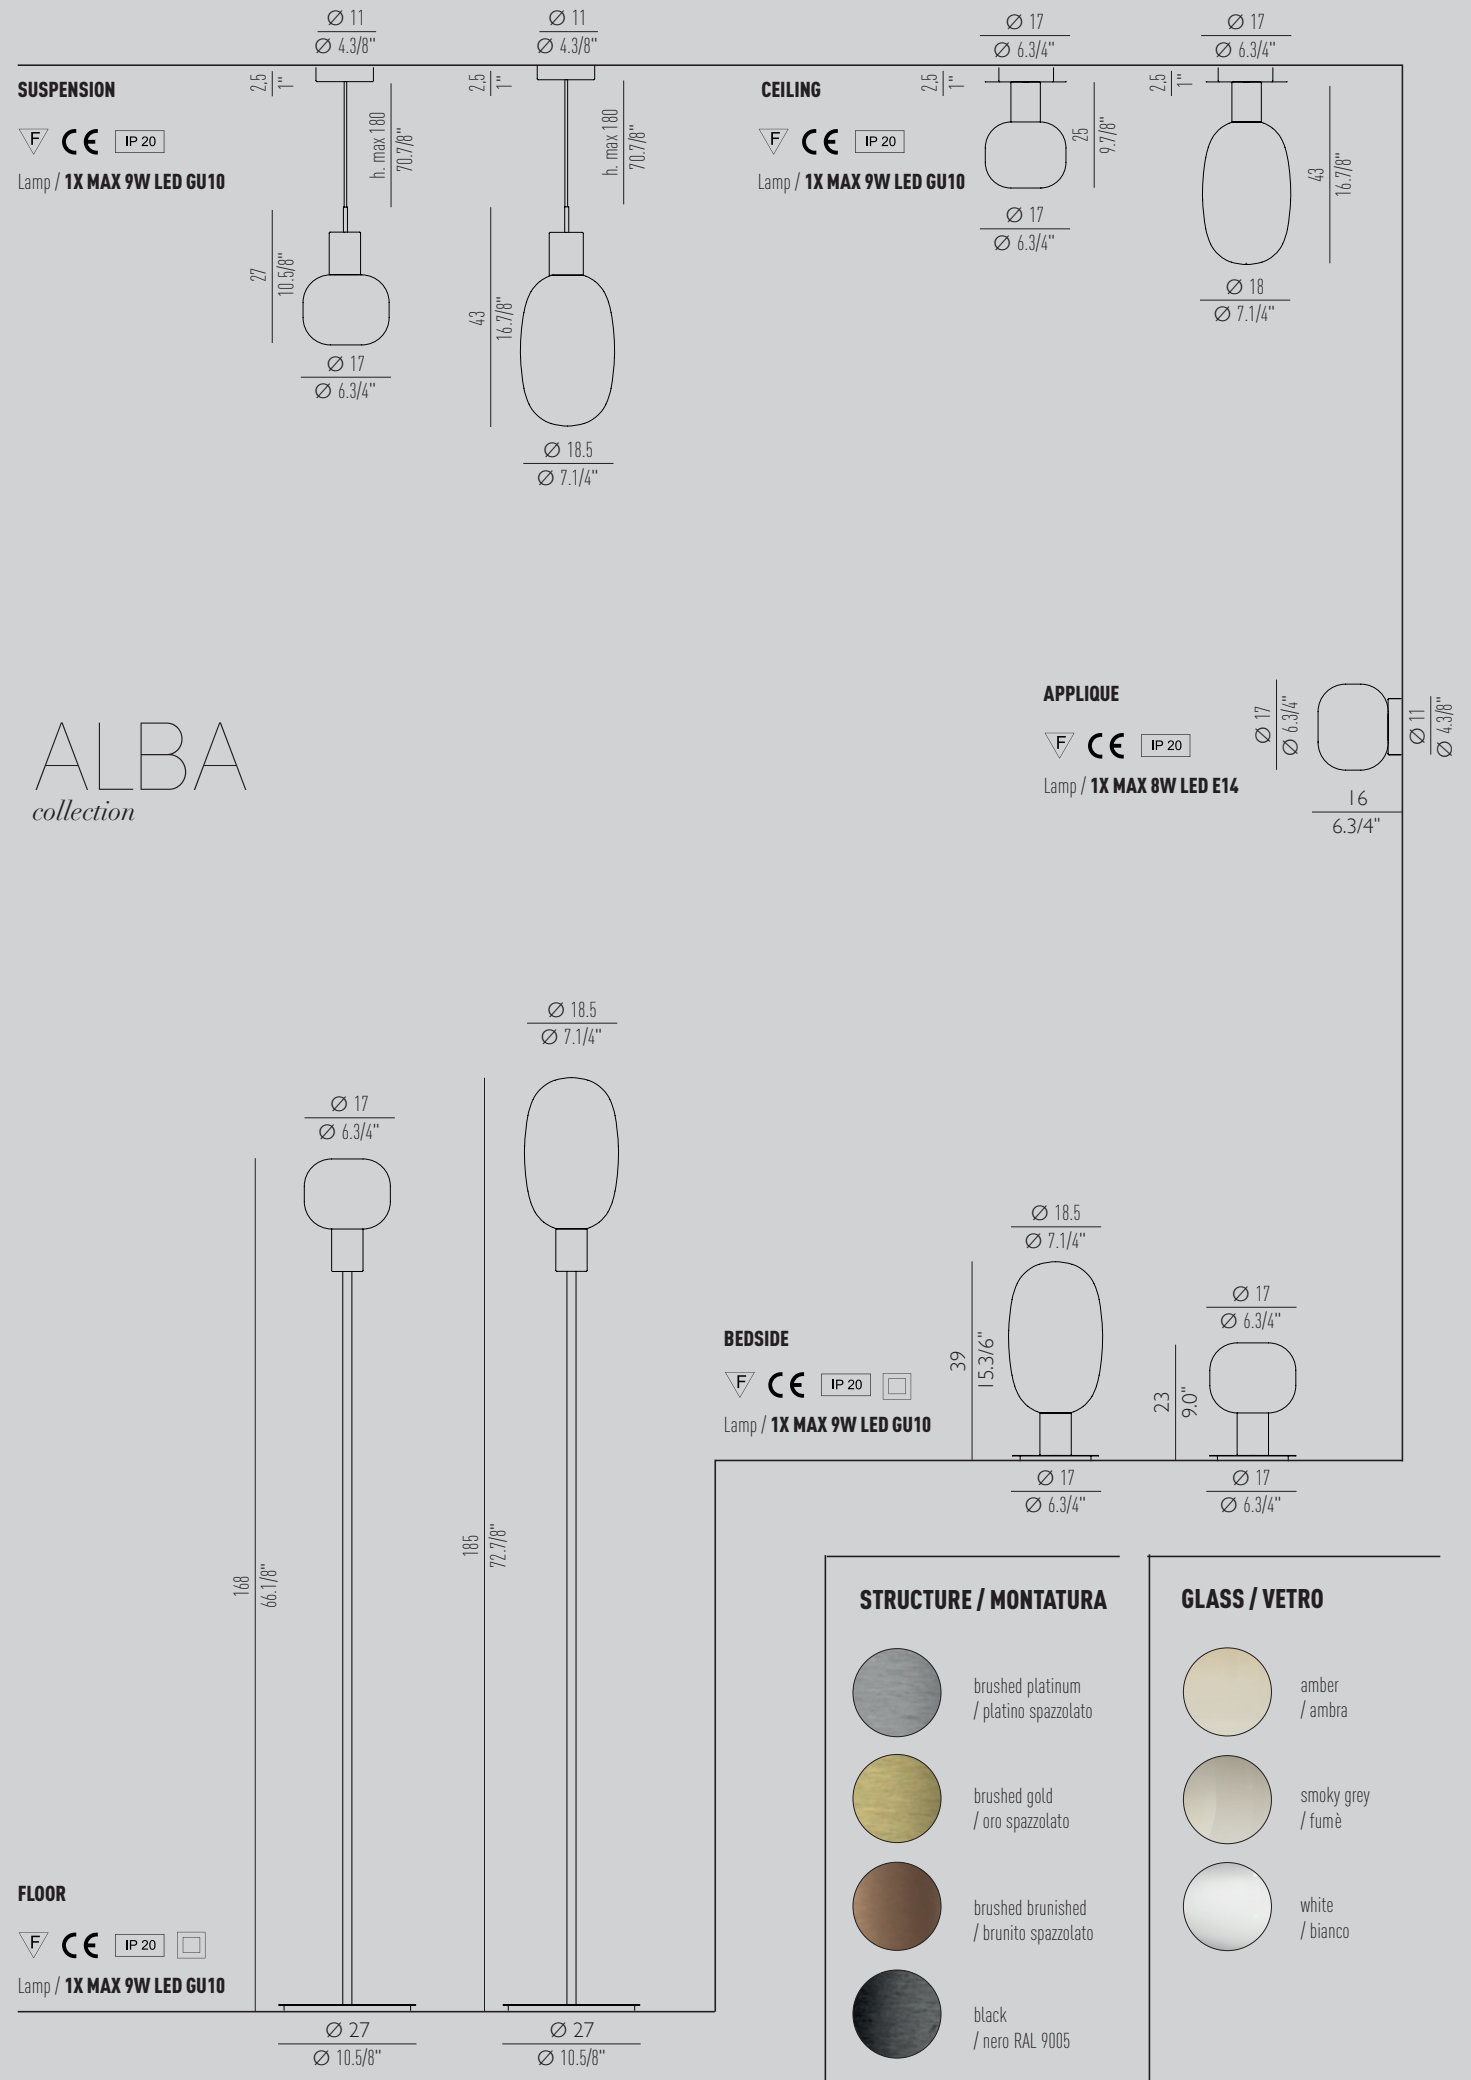 Ø 11
Ø 4.3/8"
Ø 11
Ø 4.3/8"
Ø 17
Ø 6.3/4"
Ø 17
Ø 6.3/4"
SUSPENSION
F CE IP 20
Lamp / 1X MAX 9W LED GU10
2,5
1"
h. max 180
70.7/8"
27
10.5/8"
Ø 17
Ø 6.3/4"
2,5
1"
h. max 180
70.7/8"
43
16.7/8"
Ø 18.5
Ø 7.1/4"
CEILING
F CE IP 20
Lamp / 1X MAX 9W LED GU10
2,5
1"
25
9.7/8"
Ø 17
Ø 6.3/4"
2,5
1"
43
16.7/8"
Ø 18
Ø 7.1/4"
APPLIQUE
F CE IP 20
Lamp / 1X MAX 8W LED E14
Ø 17
Ø 6.3/4"
Ø 11
Ø 4.3/8"
16
6.3/4"
ALBA
collection
Ø 17
Ø 6.3/4"
168
66.1/8"
Ø 18.5
Ø 7.1/4"
185
72.7/8"
FLOOR
F CE IP 20
Lamp / 1X MAX 9W LED GU10
Ø 27
Ø 10.5/8"
Ø 27
Ø 10.5/8"
BEDSIDE
F CE IP 20
Lamp / 1X MAX 9W LED GU10
Ø 18.5
Ø 7.1/4"
39
15.3/6"
Ø 17
Ø 6.3/4"
Ø 17
Ø 6.3/4"
23
9.0"
Ø 17
Ø 6.3/4"
STRUCTURE / MONTATURA
brushed platinum
/ platino spazzolato
brushed gold
/ oro spazzolato
brushed brunished
/ brunito spazzolato
black
/ nero RAL 9005
GLASS / VETRO
amber
/ ambra
smoky grey
/ fumè
white
/ bianco